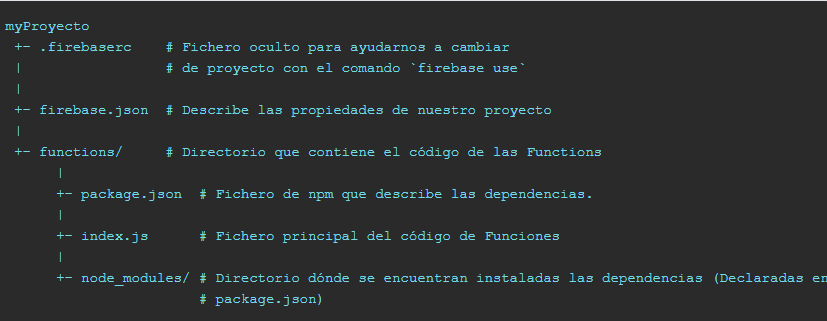 myProyecto
+- .firebaserc    # Fichero oculto para ayudarnos a cambiar
|                 # de proyecto con el comando `firebase use`
|
+- firebase.json  # Describe las propiedades de nuestro proyecto
|
+- functions/     # Directorio que contiene el código de las Functions
     |
     +- package.json  # Fichero de npm que describe las dependencias.
     |
     +- index.js      # Fichero principal del código de Funciones
     |
     +- node_modules/ # Directorio dónde se encuentran instaladas las dependencias (Declaradas en
                      # package.json)